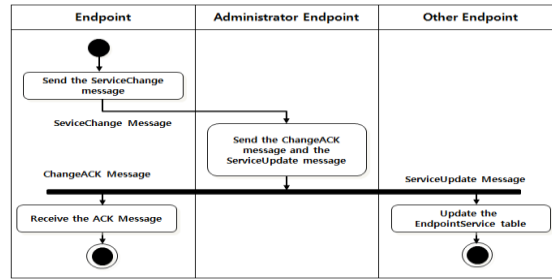 Endpoint
Administrator Endpoint
Other Endpoint
Send the ServiceChange
message
SeviceChange Message
Send the ChangeACK
message and the
ServiceUpdate message
ChangeACK Message
ServiceUpdate Message
Receive the ACK Message
Update the
EndpointService table